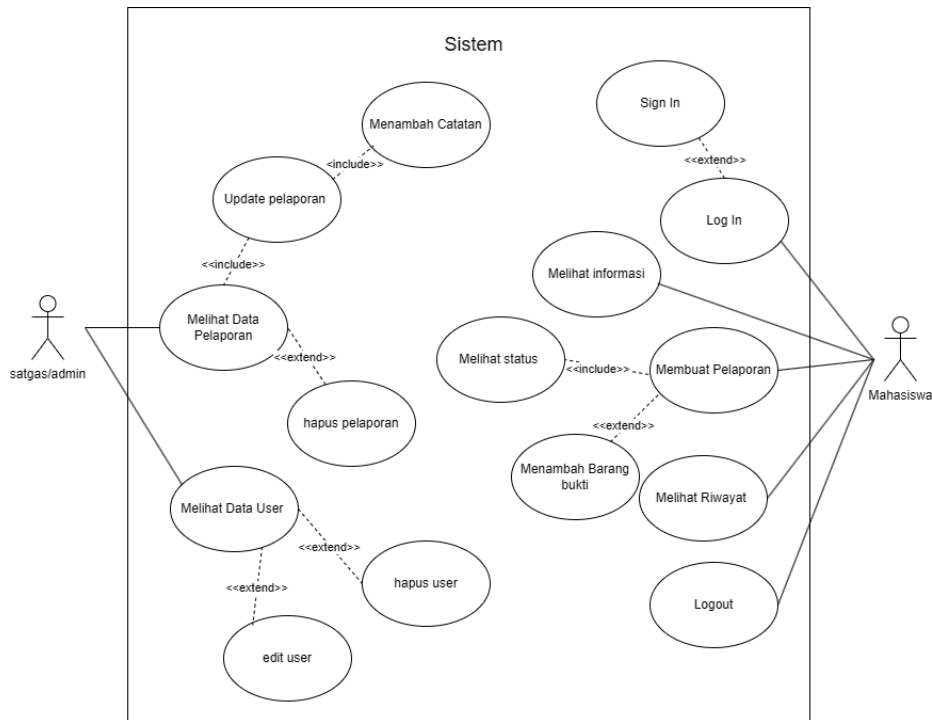 Sistem
Sign In
Menambah Catatan
<<extend>>
<include>>
Update pelaporan
Log In
<<include>>
Melihat informasi
Melihat Data
Pelaporan
satgas/admin
<<extend>>
Melihat status
<<include>>
Membuat Pelaporan
Mahasiswa
hapus pelaporan
<<extend>>
Menambah Barang
bukti
Melihat Riwayat
Melihat Data User
<<extend>>
<<extend>>
hapus user
Logout
edit user